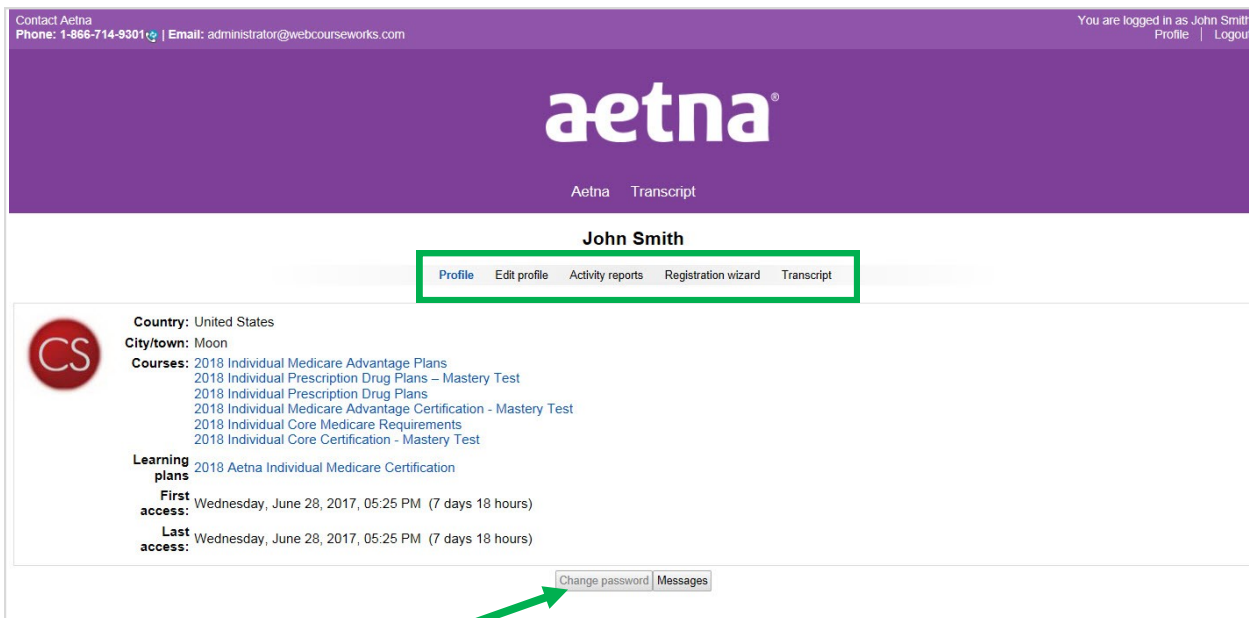 Contact Aetna
Phone: 1-866-714-9301 | Email: administrator@webcourseworks.com
You are logged in as John Smith
Profile | Logout
aetna®
Aetna Transcript
John Smith
Profile Edit profile Activity reports Registration wizard Transcript
CS
Country: United States
City/town: Moon
Courses: 2018 Individual Medicare Advantage Plans
2018 Individual Prescription Drug Plans – Mastery Test
2018 Individual Prescription Drug Plans
2018 Individual Medicare Advantage Certification - Mastery Test
2018 Individual Core Medicare Requirements
2018 Individual Core Certification - Mastery Test
Learning plans 2018 Aetna Individual Medicare Certification
First access: Wednesday, June 28, 2017, 05:25 PM (7 days 18 hours)
Last access: Wednesday, June 28, 2017, 05:25 PM (7 days 18 hours)
Change password Messages